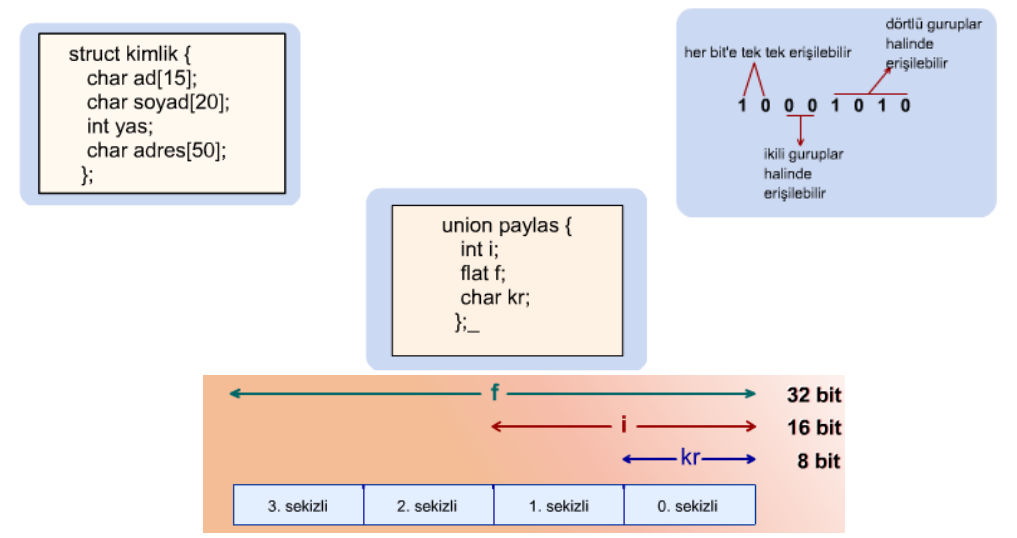 struct kimlik {
char ad[15];
char soyad[20];
int yas;
char adres[50];
};
her bit'e tek tek erişilebilir
dörtlü guruplar
halinde
erişilebilir
1 0 0 0 1 0 1 0
ikili guruplar
halinde
erişilebilir
union paylas {
int i;
flat f;
char kr;
};_
f 32 bit
i 16 bit
kr 8 bit
3. sekizli 2. sekizli 1. sekizli 0. sekizli